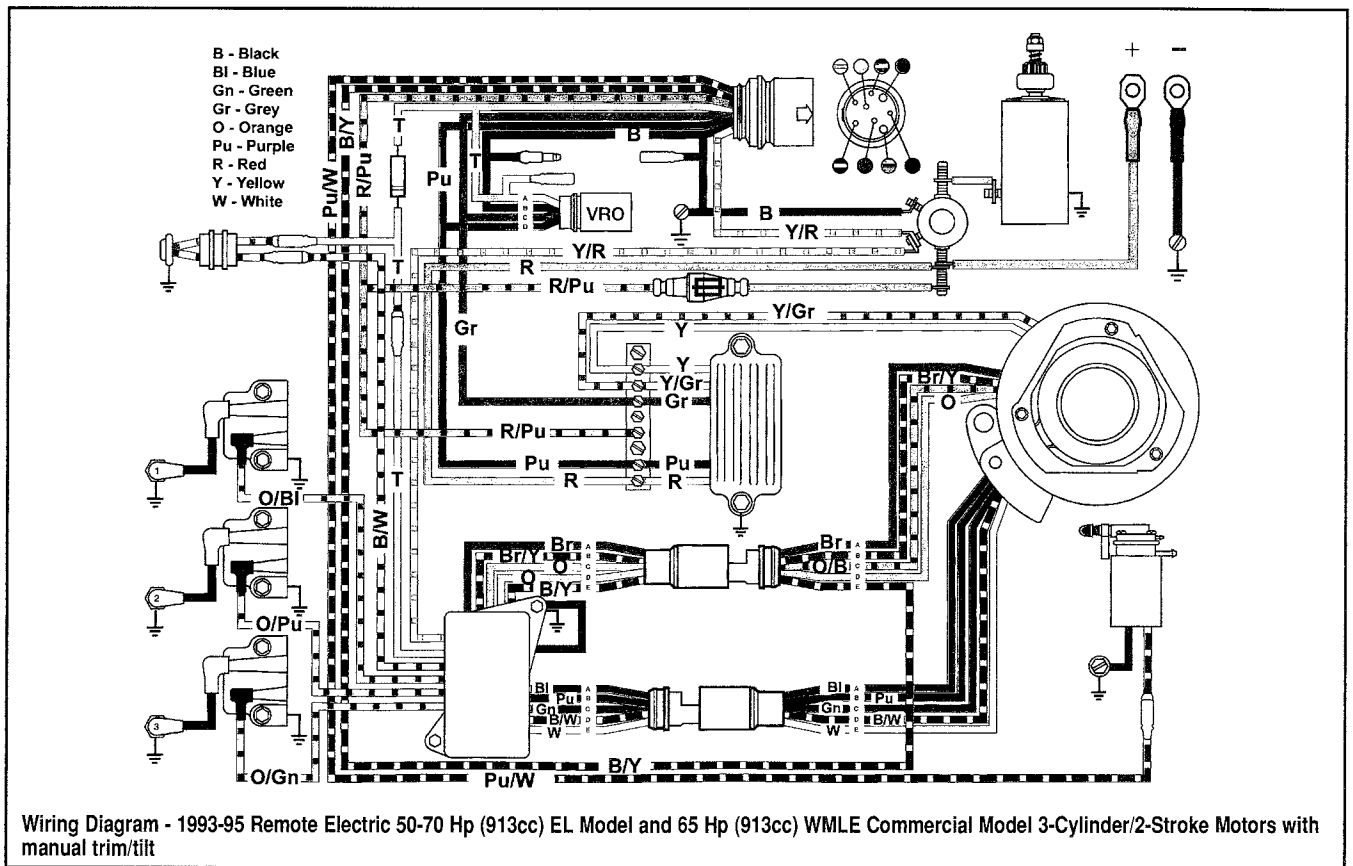 B - Black
Bl - Blue
Gn - Green
Gr - Grey
O - Orange
Pu - Purple
R - Red
Y - Yellow
W - White
+ −
Pu/W
B/Y
R/Pu
T
T
Pu
B
A
B
C
D
VRO
B
Y/R
Y/R
R
T
R/Pu
Gr
Y/Gr
Y
Y
Y/Gr
Gr
R/Pu
Pu
Pu
R
R
Br/Y
O
1
O/Bl
T
B/W
2
O/Pu
3
O/Gn
Br A
Br/Y B
O C
D
B/Y E
Br A
B
O/B C
D
E
Bl A
Pu B
Gn C
B/W D
W E
Bl A
Pu B
Gn C
B/W D
W E
B/Y
Pu/W
Wiring Diagram - 1993-95 Remote Electric 50-70 Hp (913cc) EL Model and 65 Hp (913cc) WMLE Commercial Model 3-Cylinder/2-Stroke Motors with
manual trim/tilt